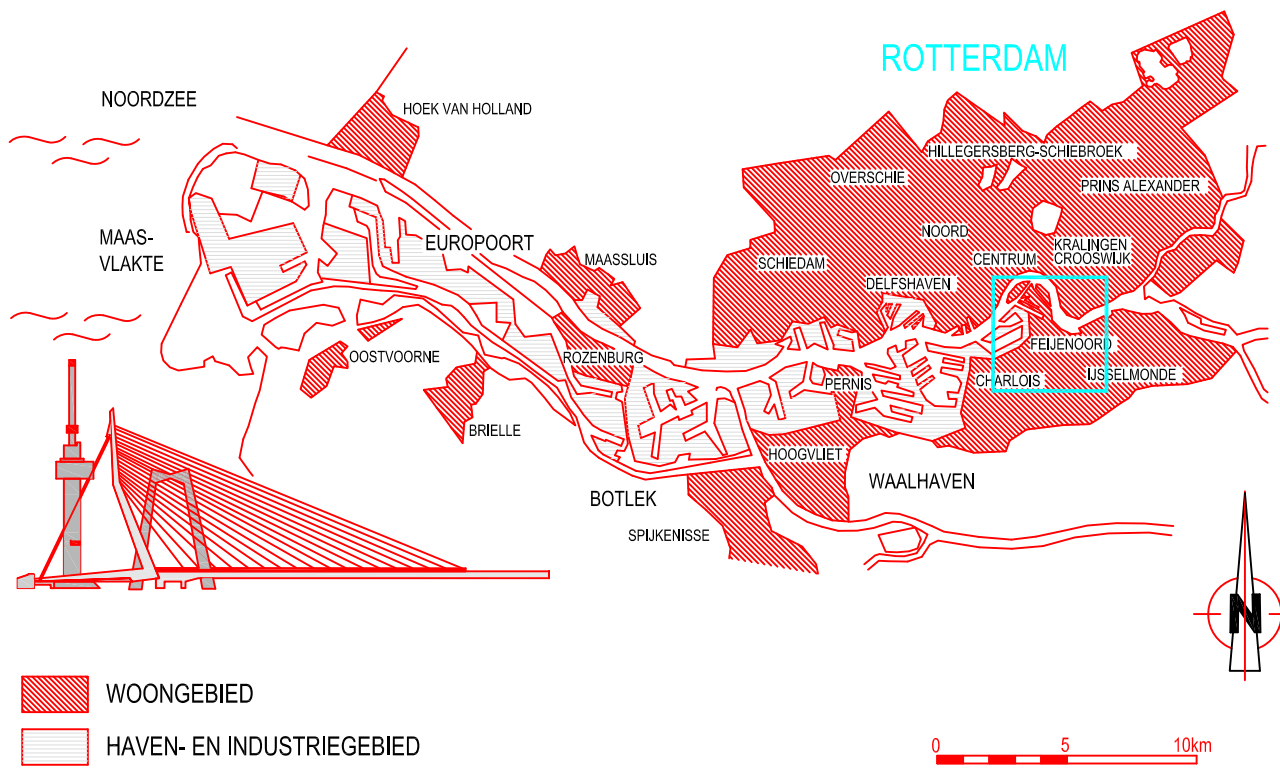 ROTTERDAM
NOORDZEE
HOEK VAN HOLLAND
HILLEGERSBERG-SCHIEBROEK
OVERSCHIE
PRINS ALEXANDER
MAAS-
VLAKTE
EUROPOORT
NOORD
KRALINGEN
CROOSWIJK
MAASSLUIS
SCHIEDAM
CENTRUM
DELFSHAVEN
OOSTVOORNE
ROZENBURG
FEIJENOORD
PERNIS
CHARLOIS
IJSSELMONDE
BRIELLE
HOOGVLIET
WAALHAVEN
BOTLEK
SPIJKENISSE
N
WOONGEBIED
HAVEN- EN INDUSTRIEGEBIED
0 5 10km